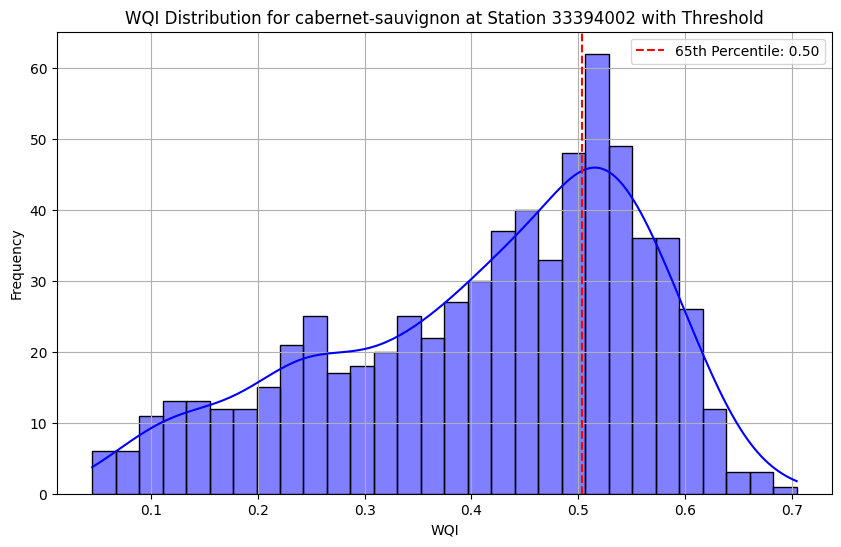 WQI Distribution for cabernet-sauvignon at Station 33394002 with Threshold
65th Percentile: 0.50
60
50
40
30
20
10
0
Frequency
0.1 0.2 0.3 0.4 0.5 0.6 0.7
WQI